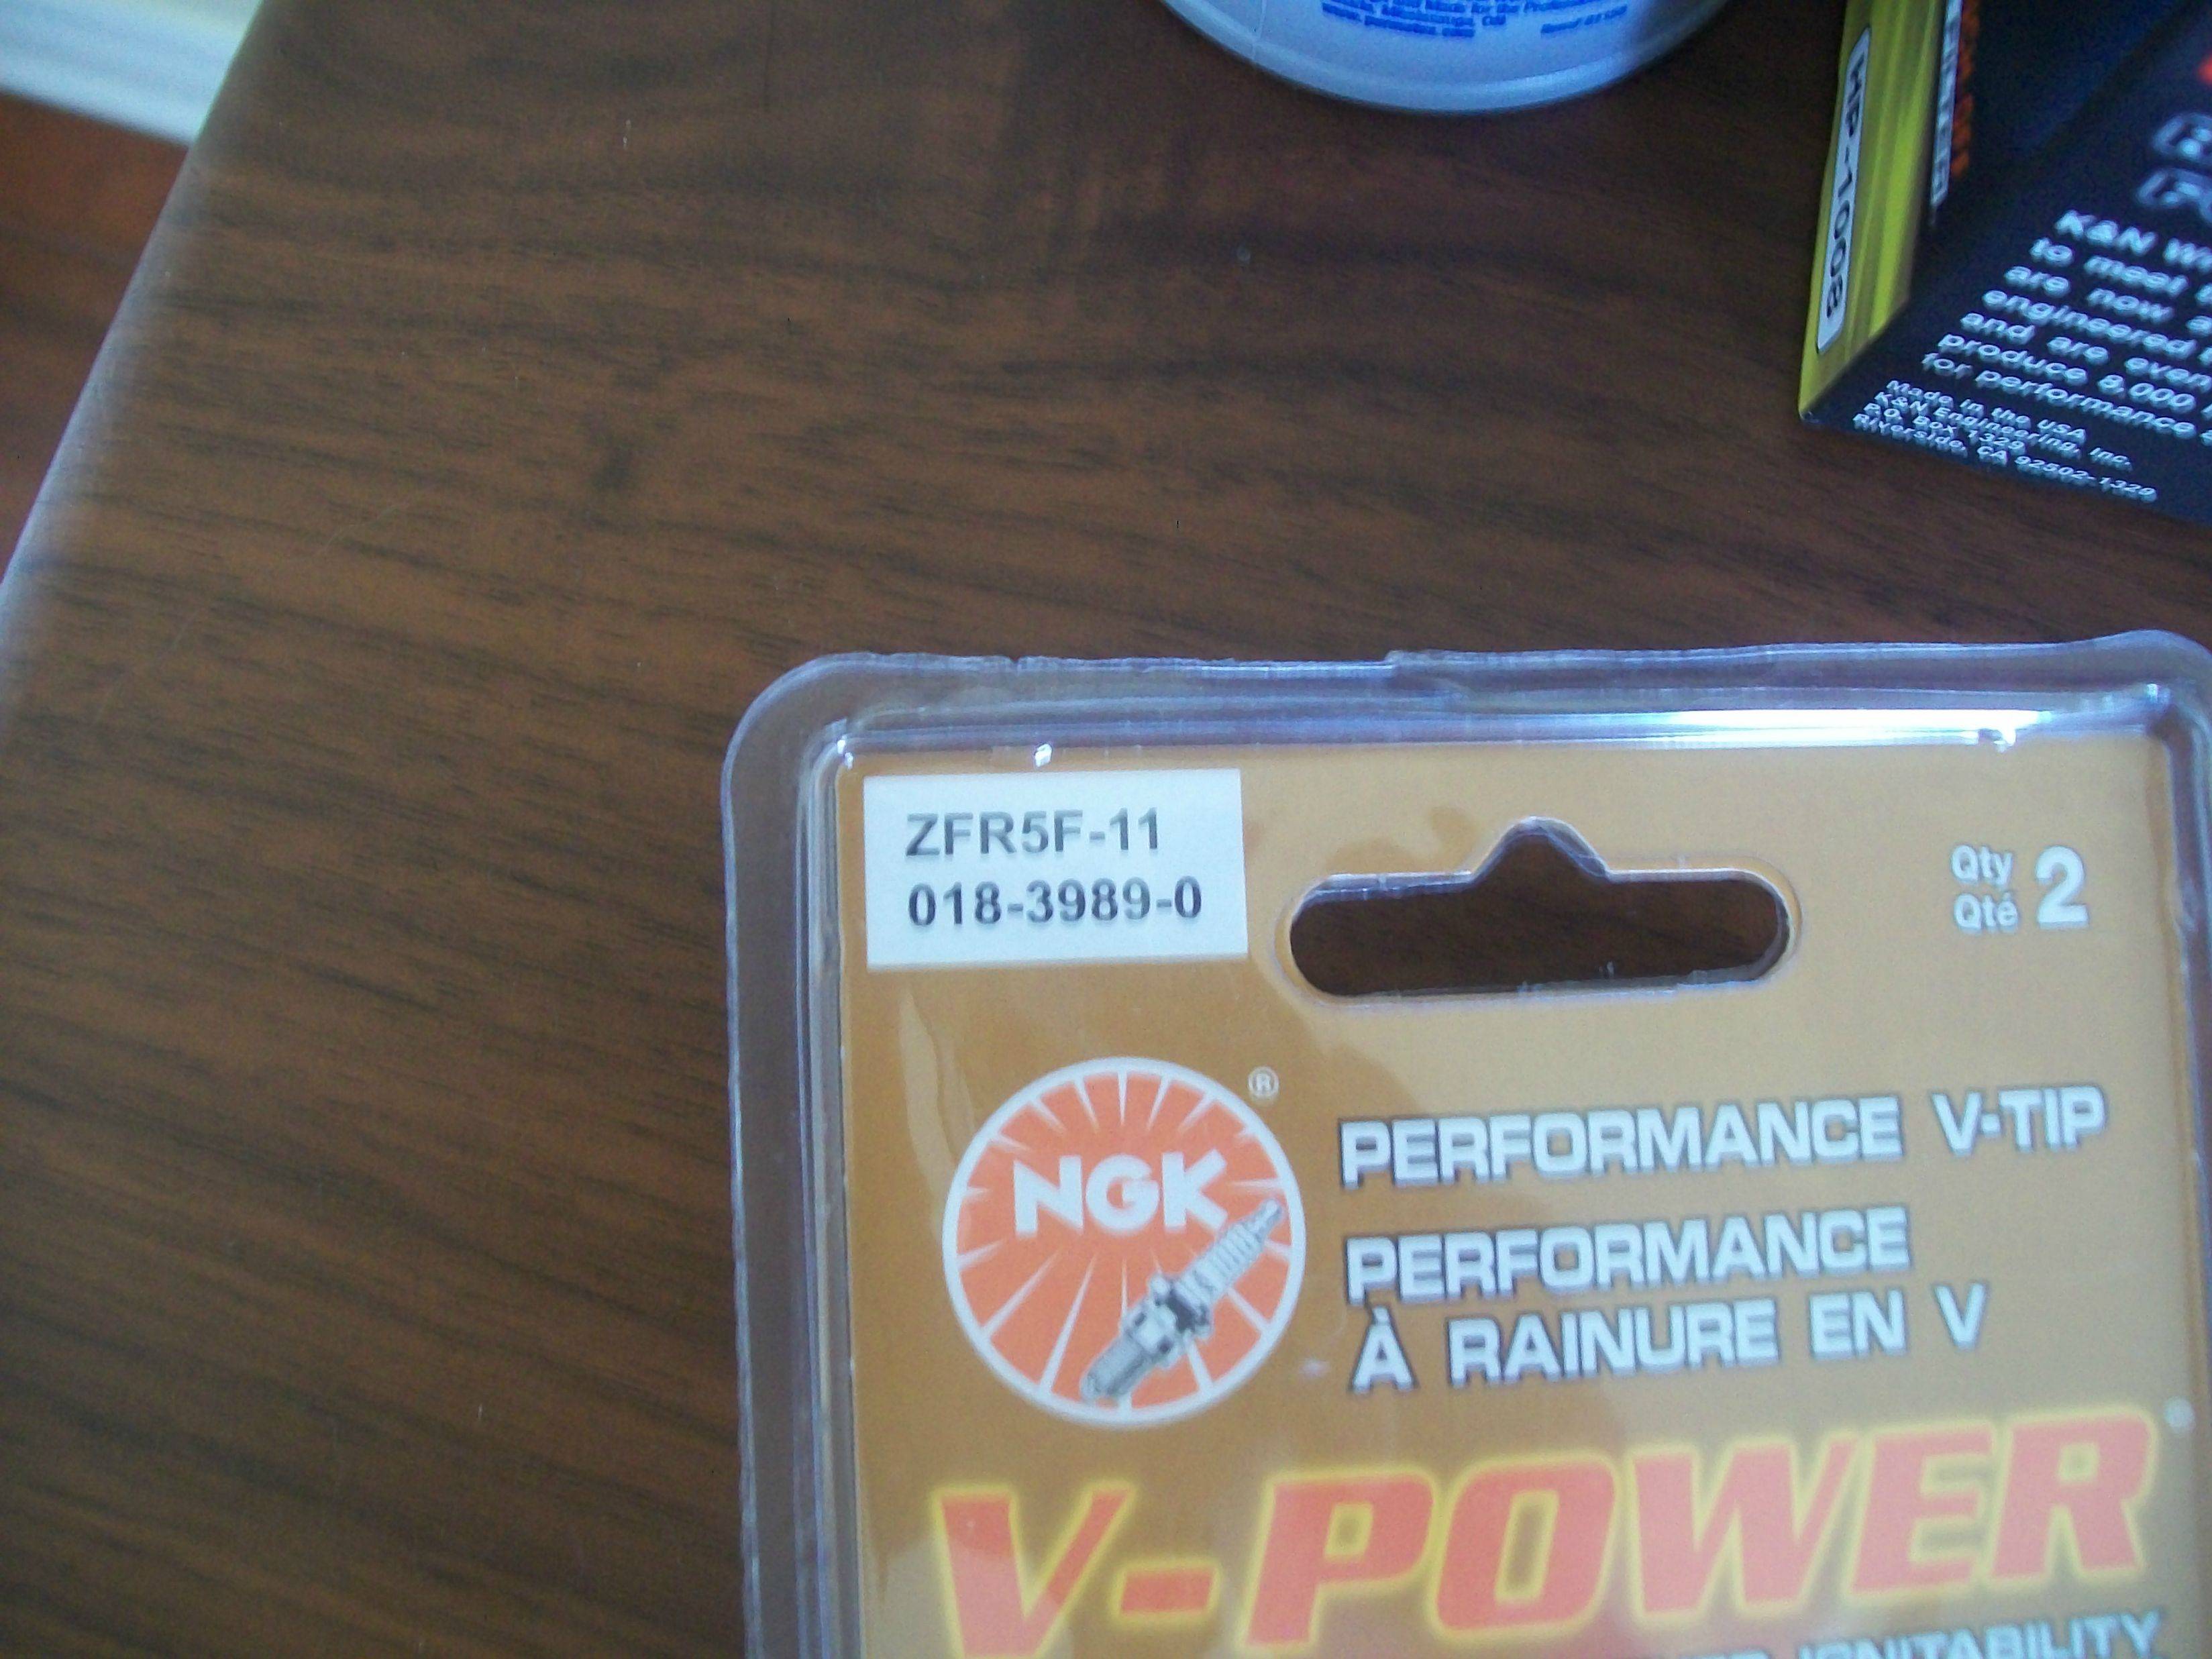 HP-1008
K&N
to meet
are now
engineered
and are even
produce 8,000
for performance
Made in the USA
K&N Engineering, Inc.
P.O. Box 1329
Riverside, CA 92502-1329
ZFR5F-11
018-3989-0
Qty
Qté 2
NGK ®
PERFORMANCE V-TIP
PERFORMANCE
À RAINURE EN V
V-POWER®
IGNITABILITY